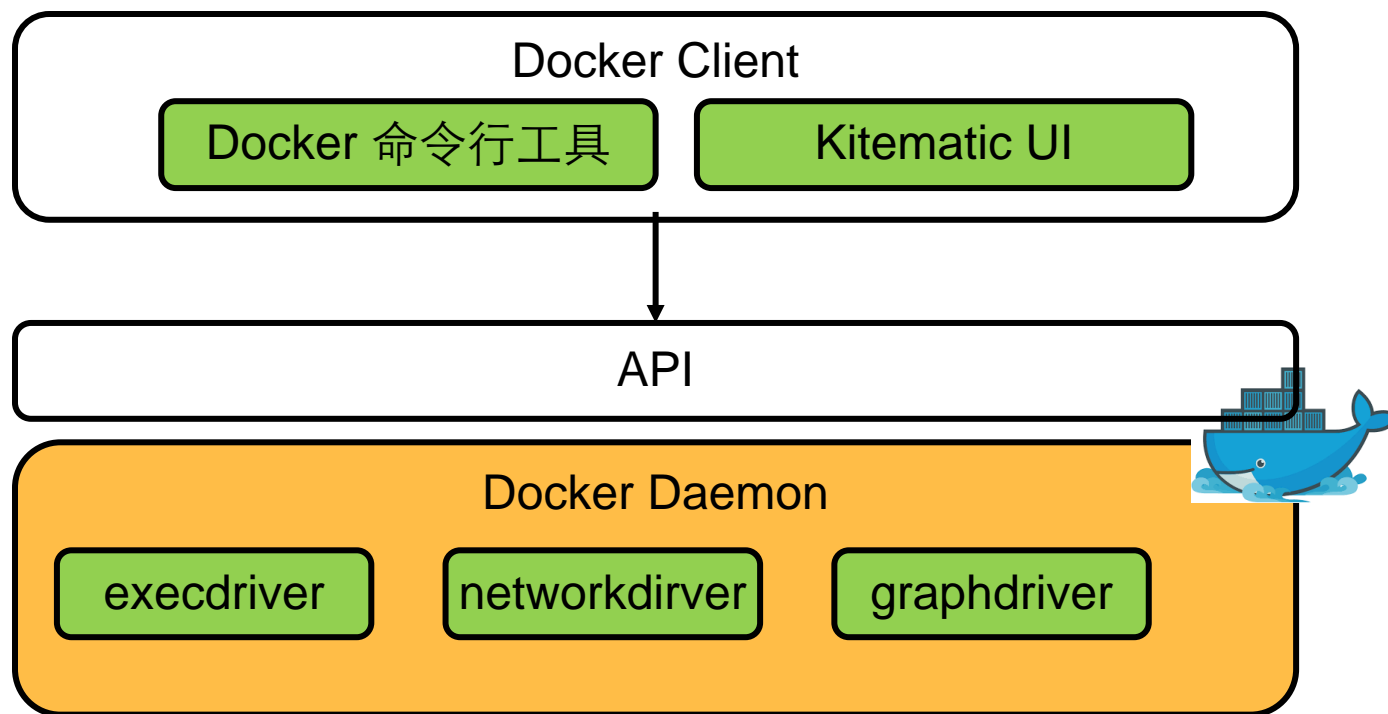 Docker Client
Docker 命令行工具
Kitematic UI
API
Docker Daemon
execdriver
networkdirver
graphdriver